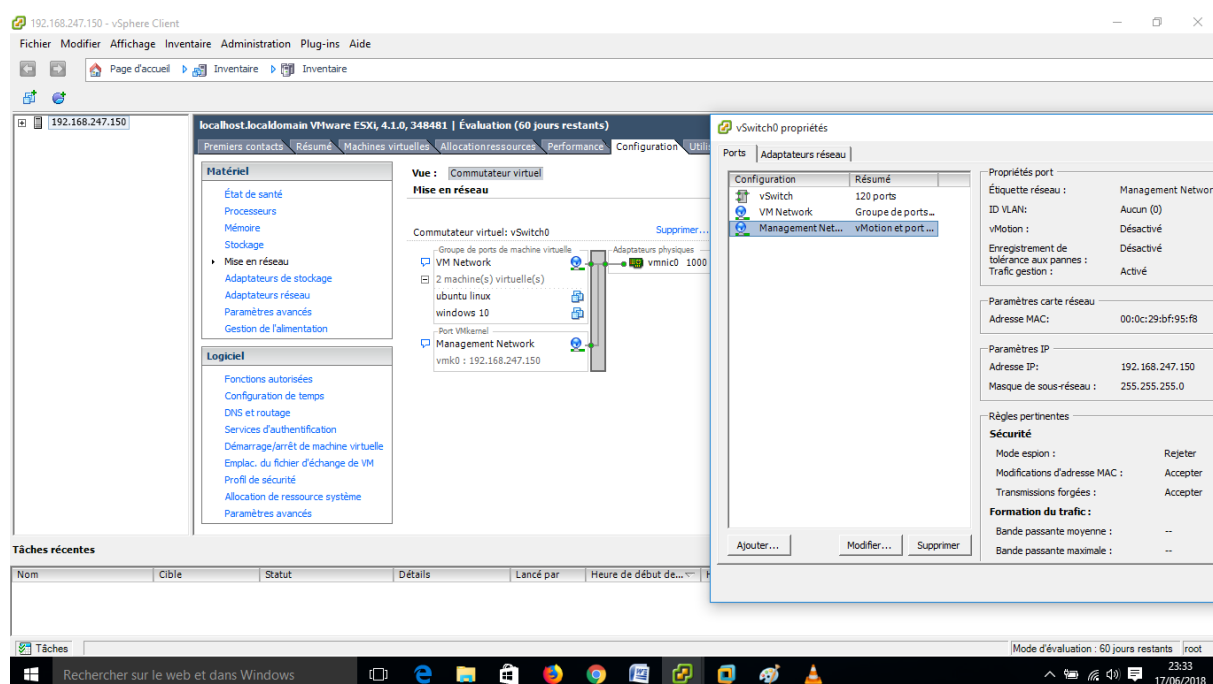 192.168.247.150 - vSphere Client
Fichier Modifier Affichage Inventaire Administration Plug-ins Aide
Page d'accueil Inventaire Inventaire
192.168.247.150
localhost.localdomain VMware ESXi, 4.1.0, 348481 | Évaluation (60 jours restants)
Premiers contacts Résumé Machines virtuelles Allocation ressources Performance Configuration
Matériel
État de santé
Processeurs
Mémoire
Stockage
Mise en réseau
Adaptateurs de stockage
Adaptateurs réseau
Paramètres avancés
Gestion de l'alimentation
Logiciel
Fonctions autorisées
Configuration de temps
DNS et routage
Services d'authentification
Démarrage/arrêt de machine virtuelle
Emplac. du fichier d'échange de VM
Profil de sécurité
Allocation de ressource système
Paramètres avancés
Vue : Commutateur virtuel
Mise en réseau
Commutateur virtuel: vSwitch0 Supprimer...
Groupe de ports de machine virtuelle Adaptateurs physiques
VM Network vmnic0 1000
2 machine(s) virtuelle(s)
ubuntu linux
windows 10
Port VMkernel
Management Network
vmk0 : 192.168.247.150
vSwitch0 propriétés
Ports Adaptateurs réseau
Configuration Résumé
vSwitch 120 ports
VM Network Groupe de ports...
Management Net... vMotion et port ...
Ajouter... Modifier... Supprimer
Propriétés port
Étiquette réseau : Management Networ
ID VLAN: Aucun (0)
vMotion : Désactivé
Enregistrement de tolérance aux pannes : Désactivé
Trafic gestion : Activé
Paramètres carte réseau
Adresse MAC: 00:0c:29:bf:95:f8
Paramètres IP
Adresse IP: 192.168.247.150
Masque de sous-réseau : 255.255.255.0
Règles pertinentes
Sécurité
Mode espion : Rejeter
Modifications d'adresse MAC : Accepter
Transmissions forgées : Accepter
Formation du trafic :
Bande passante moyenne : --
Bande passante maximale : --
Tâches récentes
Nom Cible Statut Détails Lancé par Heure de début de...
Tâches
Mode d'évaluation : 60 jours restants root
Rechercher sur le web et dans Windows
23:33
17/06/2018